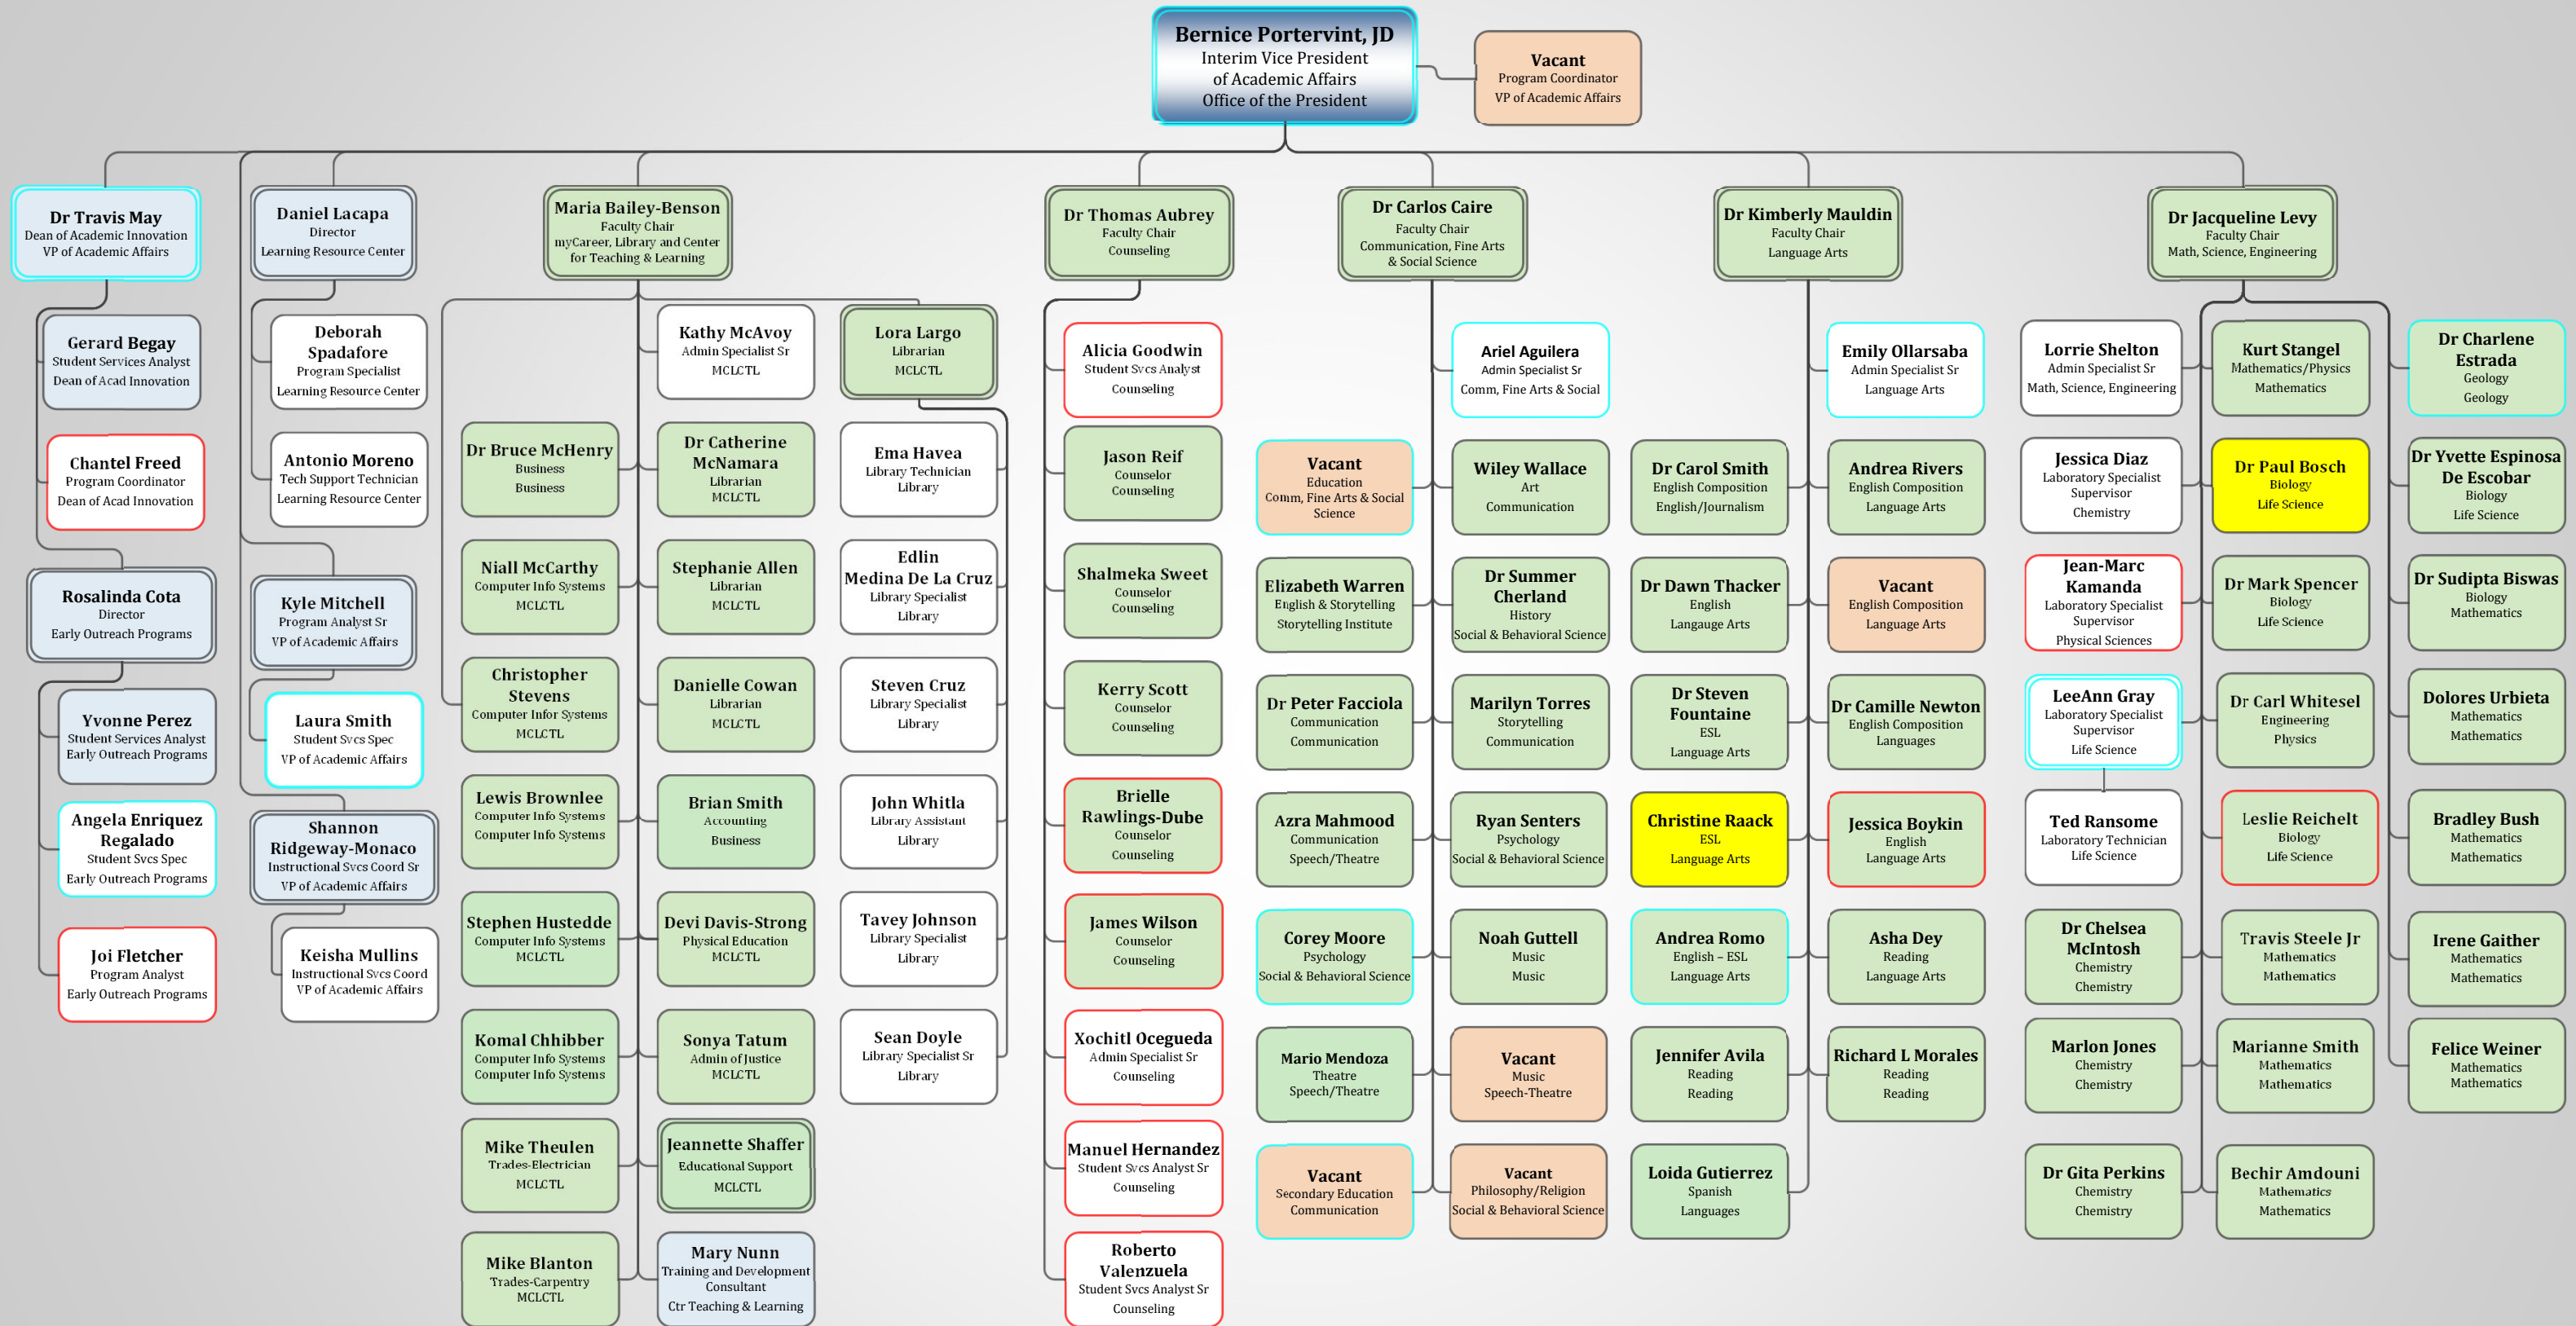 Bernice Portervint, JD
Interim Vice President
of Academic Affairs
Office of the President
Vacant
Program Coordinator
VP of Academic Affairs
Dr Travis May
Dean of Academic Innovation
VP of Academic Affairs
Gerard Begay
Student Services Analyst
Dean of Acad Innovation
Chantel Freed
Program Coordinator
Dean of Acad Innovation
Rosalinda Cota
Director
Early Outreach Programs
Yvonne Perez
Student Services Analyst
Early Outreach Programs
Angela Enriquez
Regalado
Student Svcs Spec
Early Outreach Programs
Joi Fletcher
Program Analyst
Early Outreach Programs
Daniel Lacapa
Director
Learning Resource Center
Deborah
Spadafore
Program Specialist
Learning Resource Center
Antonio Moreno
Tech Support Technician
Learning Resource Center
Kyle Mitchell
Program Analyst Sr
VP of Academic Affairs
Laura Smith
Student Svcs Spec
VP of Academic Affairs
Shannon
Ridgeway-Monaco
Instructional Svcs Coord Sr
VP of Academic Affairs
Keisha Mullins
Instructional Svcs Coord
VP of Academic Affairs
Maria Bailey-Benson
Faculty Chair
myCareer, Library and Center
for Teaching & Learning
Dr Bruce McHenry
Business
Business
Niall McCarthy
Computer Info Systems
MCLCTL
Christopher
Stevens
Computer Infor Systems
MCLCTL
Lewis Brownlee
Computer Info Systems
Computer Info Systems
Stephen Hustedde
Computer Info Systems
MCLCTL
Komal Chhibber
Computer Info Systems
Computer Info Systems
Mike Theulen
Trades-Electrician
MCLCTL
Mike Blanton
Trades-Carpentry
MCLCTL
Kathy McAvoy
Admin Specialist Sr
MCLCTL
Dr Catherine
McNamara
Librarian
MCLCTL
Stephanie Allen
Librarian
MCLCTL
Danielle Cowan
Librarian
MCLCTL
Brian Smith
Accounting
Business
Devi Davis-Strong
Physical Education
MCLCTL
Sonya Tatum
Admin of Justice
MCLCTL
Jeannette Shaffer
Educational Support
MCLCTL
Mary Nunn
Training and Development
Consultant
Ctr Teaching & Learning
Lora Largo
Librarian
MCLCTL
Ema Havea
Library Technician
Library
Edlin
Medina De La Cruz
Library Specialist
Library
Steven Cruz
Library Specialist
Library
John Whitla
Library Assistant
Library
Tavey Johnson
Library Specialist
Library
Sean Doyle
Library Specialist Sr
Library
Dr Thomas Aubrey
Faculty Chair
Counseling
Alicia Goodwin
Student Svcs Analyst
Counseling
Jason Reif
Counselor
Counseling
Shalmeka Sweet
Counselor
Counseling
Kerry Scott
Counselor
Counseling
Brielle
Rawlings-Dube
Counselor
Counseling
James Wilson
Counselor
Counseling
Xochitl Ocegueda
Admin Specialist Sr
Counseling
Manuel Hernandez
Student Svcs Analyst Sr
Counseling
Roberto
Valenzuela
Student Svcs Analyst Sr
Counseling
Dr Carlos Caire
Faculty Chair
Communication, Fine Arts
& Social Science
Vacant
Education
Comm, Fine Arts & Social
Science
Elizabeth Warren
English & Storytelling
Storytelling Institute
Dr Peter Facciola
Communication
Communication
Azra Mahmood
Communication
Speech/Theatre
Corey Moore
Psychology
Social & Behavioral Science
Mario Mendoza
Theatre
Speech/Theatre
Vacant
Secondary Education
Communication
Ariel Aguilera
Admin Specialist Sr
Comm, Fine Arts & Social
Wiley Wallace
Art
Communication
Dr Summer
Cherland
History
Social & Behavioral Science
Marilyn Torres
Storytelling
Communication
Ryan Senters
Psychology
Social & Behavioral Science
Noah Guttell
Music
Music
Vacant
Music
Speech-Theatre
Vacant
Philosophy/Religion
Social & Behavioral Science
Dr Kimberly Mauldin
Faculty Chair
Language Arts
Dr Carol Smith
English Composition
English/Journalism
Dr Dawn Thacker
English
Langauge Arts
Dr Steven
Fountaine
ESL
Language Arts
Christine Raack
ESL
Language Arts
Andrea Romo
English – ESL
Language Arts
Jennifer Avila
Reading
Reading
Loida Gutierrez
Spanish
Languages
Emily Ollarsaba
Admin Specialist Sr
Language Arts
Andrea Rivers
English Composition
Language Arts
Vacant
English Composition
Language Arts
Dr Camille Newton
English Composition
Languages
Jessica Boykin
English
Language Arts
Asha Dey
Reading
Language Arts
Richard L Morales
Reading
Reading
Dr Jacqueline Levy
Faculty Chair
Math, Science, Engineering
Lorrie Shelton
Admin Specialist Sr
Math, Science, Engineering
Jessica Diaz
Laboratory Specialist
Supervisor
Chemistry
Jean-Marc
Kamanda
Laboratory Specialist
Supervisor
Physical Sciences
LeeAnn Gray
Laboratory Specialist
Supervisor
Life Science
Ted Ransome
Laboratory Technician
Life Science
Dr Chelsea
McIntosh
Chemistry
Chemistry
Marlon Jones
Chemistry
Chemistry
Dr Gita Perkins
Chemistry
Chemistry
Kurt Stangel
Mathematics/Physics
Mathematics
Dr Paul Bosch
Biology
Life Science
Dr Mark Spencer
Biology
Life Science
Dr Carl Whitesel
Engineering
Physics
Leslie Reichelt
Biology
Life Science
Travis Steele Jr
Mathematics
Mathematics
Marianne Smith
Mathematics
Mathematics
Bechir Amdouni
Mathematics
Mathematics
Dr Charlene
Estrada
Geology
Geology
Dr Yvette Espinosa
De Escobar
Biology
Life Science
Dr Sudipta Biswas
Biology
Mathematics
Dolores Urbieta
Mathematics
Mathematics
Bradley Bush
Mathematics
Mathematics
Irene Gaither
Mathematics
Mathematics
Felice Weiner
Mathematics
Mathematics